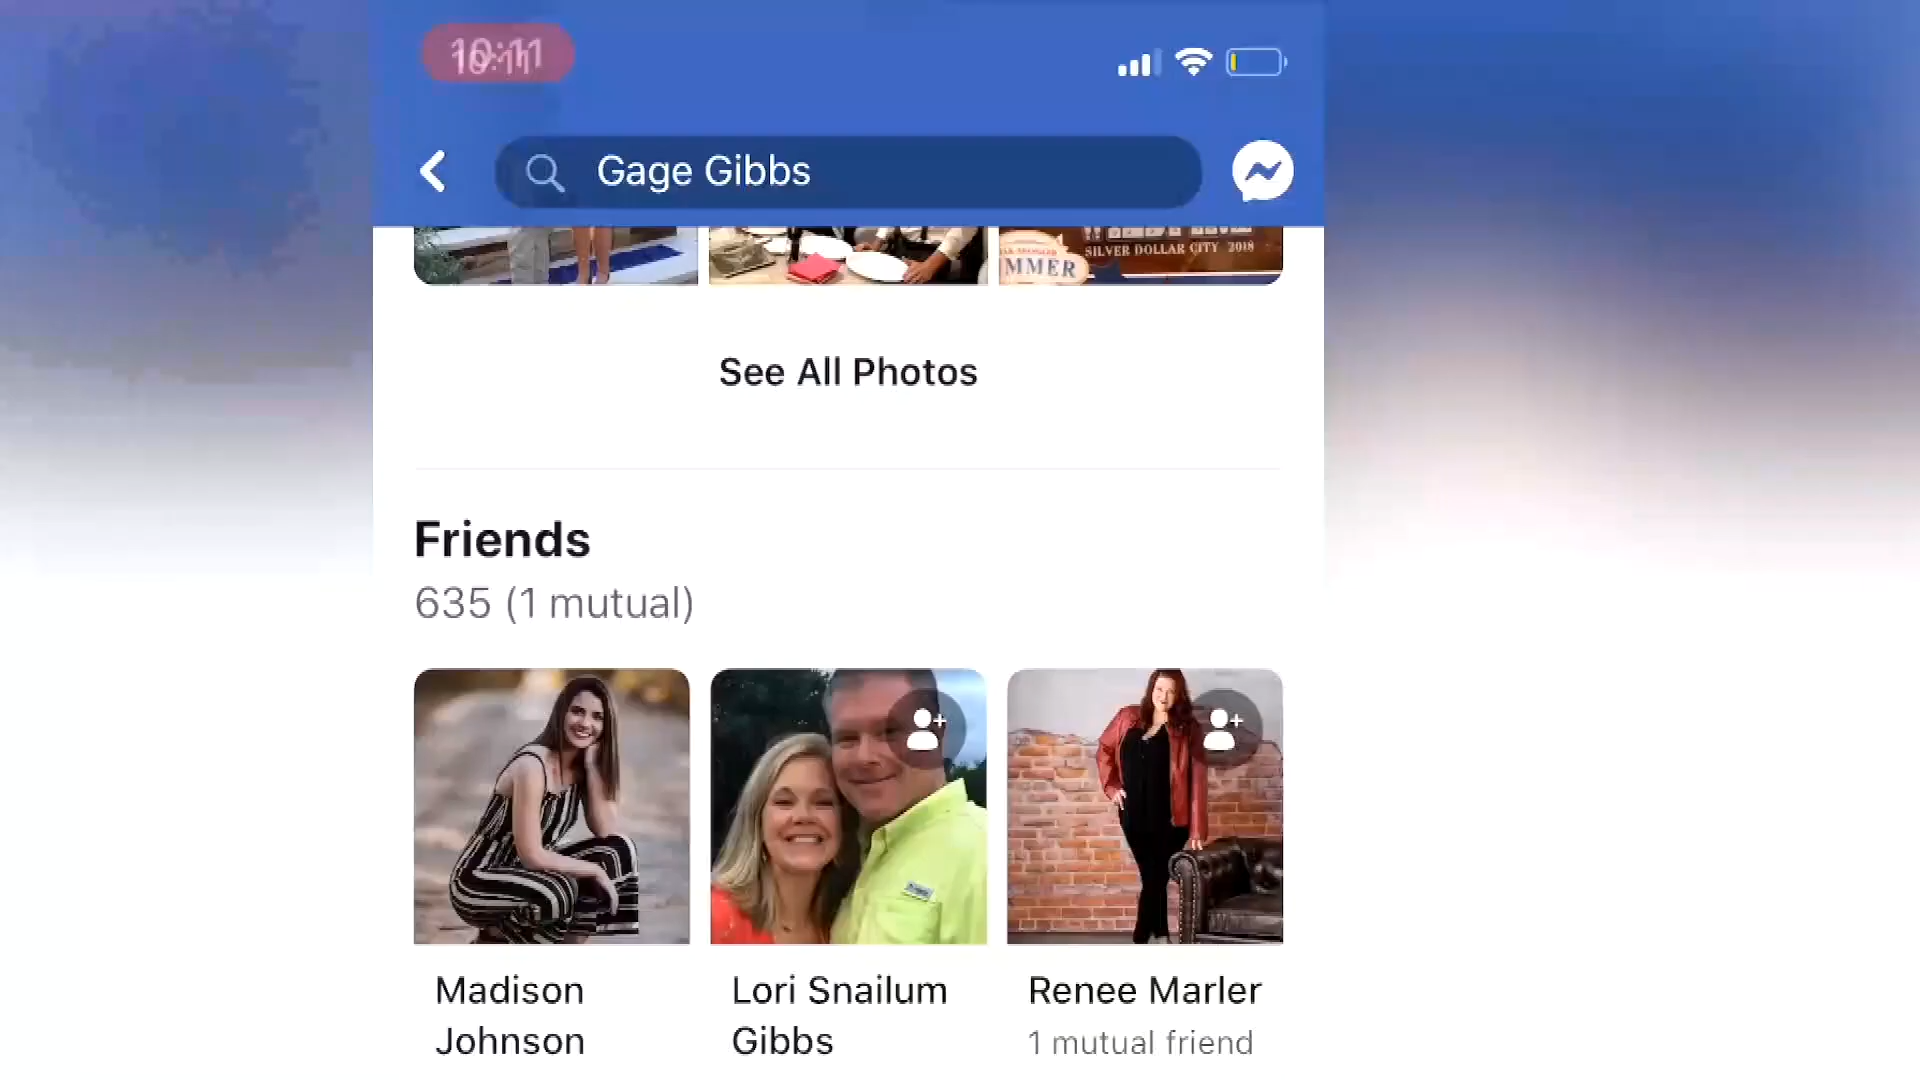 10:11
Gage Gibbs
SILVER DOLLAR CITY 2018
MMER
See All Photos
Friends
635 (1 mutual)
Madison Johnson
Lori Snailum Gibbs
Renee Marler
1 mutual friend